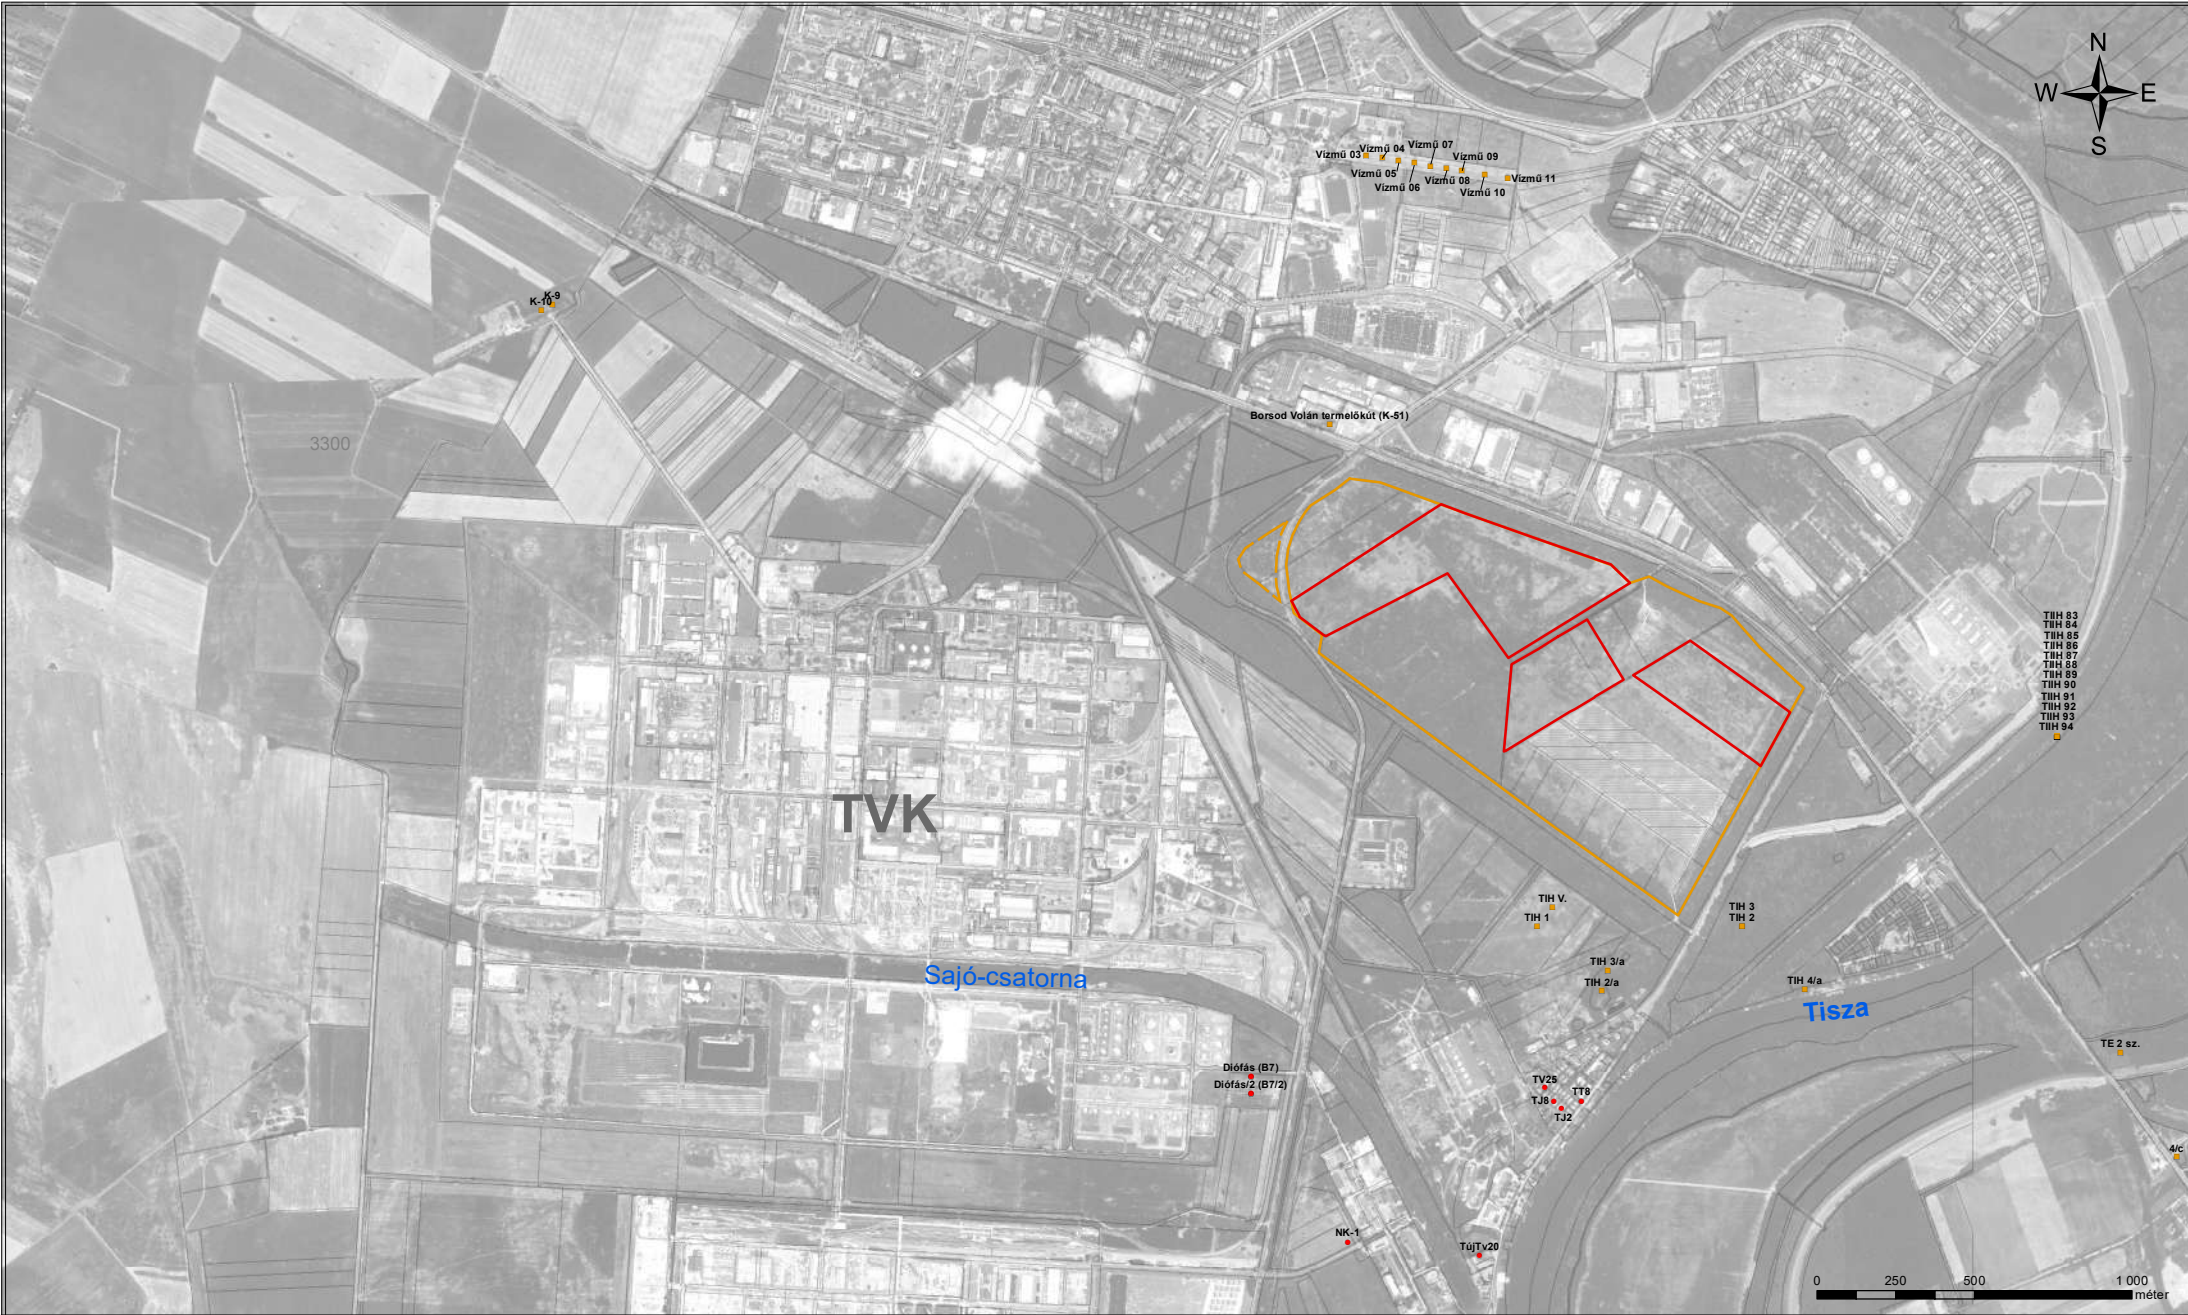 N
W E
S
Vízmű 03
Vízmű 04
Vízmű 07
Vízmű 09
Vízmű 05
Vízmű 06
Vízmű 08
Vízmű 10
Vízmű 11
K-9
K-10
Borsod Volán termelőkút (K-51)
3300
TIIH 83
TIIH 84
TIIH 85
TIIH 86
TIIH 87
TIIH 88
TIIH 89
TIIH 90
TIIH 91
TIIH 92
TIIH 93
TIIH 94
TVK
TIH V.
TIH 1
TIH 3
TIH 2
TIH 3/a
TIH 2/a
TIH 4/a
Sajó-csatorna
Tisza
TE 2 sz.
Diófás (B7)
Diófás/2 (B7/2)
TV25
TJ8
TT8
TJ2
4/c
NK-1
TújTv20
0 250 500 1 000
méter